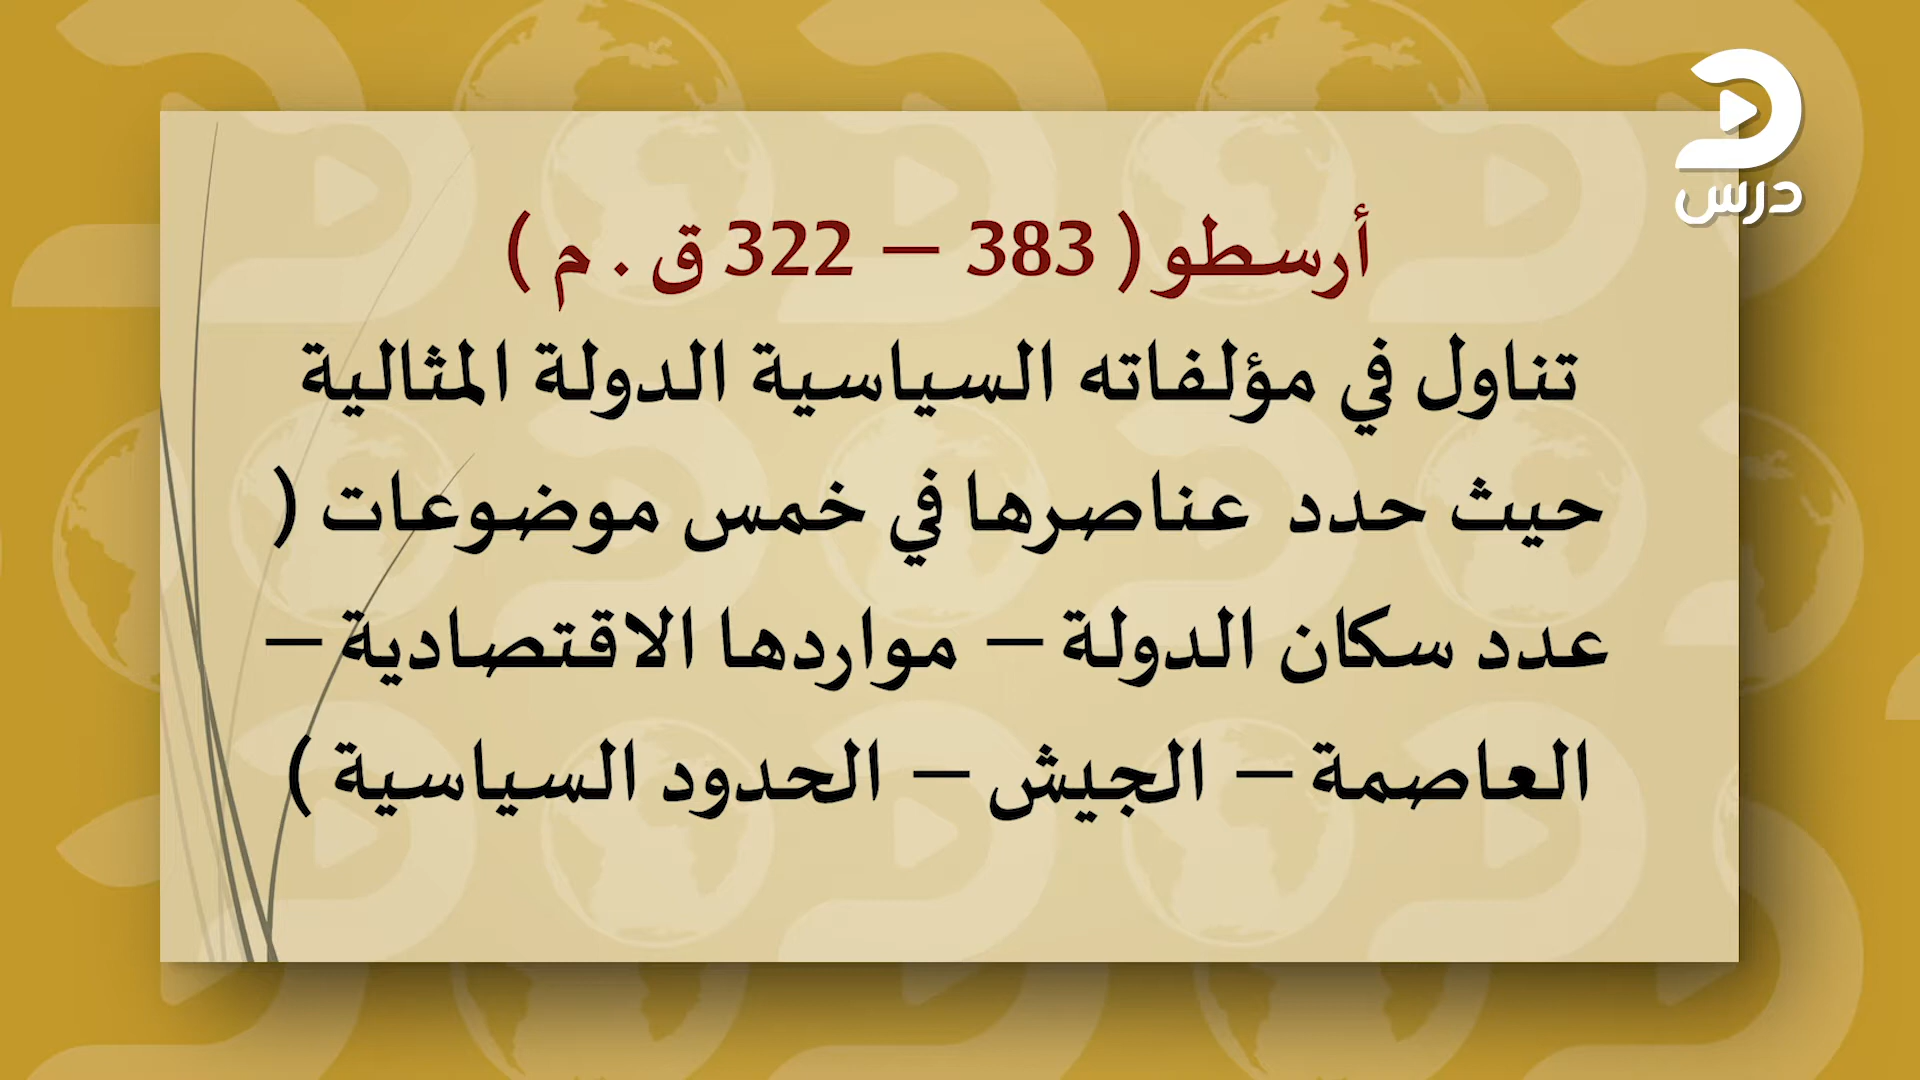 درس
أرسطو ( 383 – 322 ق . م )
تناول في مؤلفاته السياسية الدولة المثالية
حيث حدد عناصرها في خمس موضوعات (
عدد سكان الدولة – مواردها الاقتصادية –
العاصمة – الجيش – الحدود السياسية )